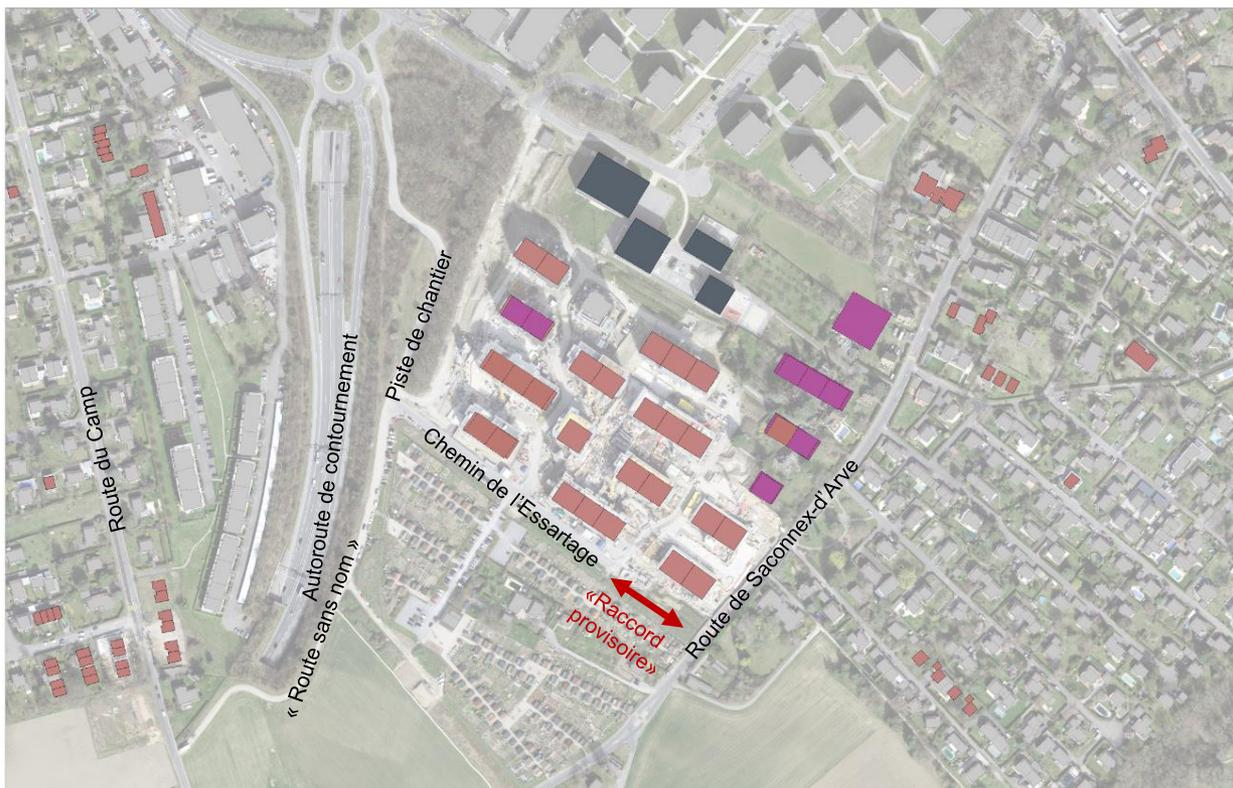 Route du Camp
Autoroute de contournement
« Route sans nom »
Piste de chantier
Chemin de l'Essartage
«Raccord
provisoire»
Route de Saconnex-d'Arve